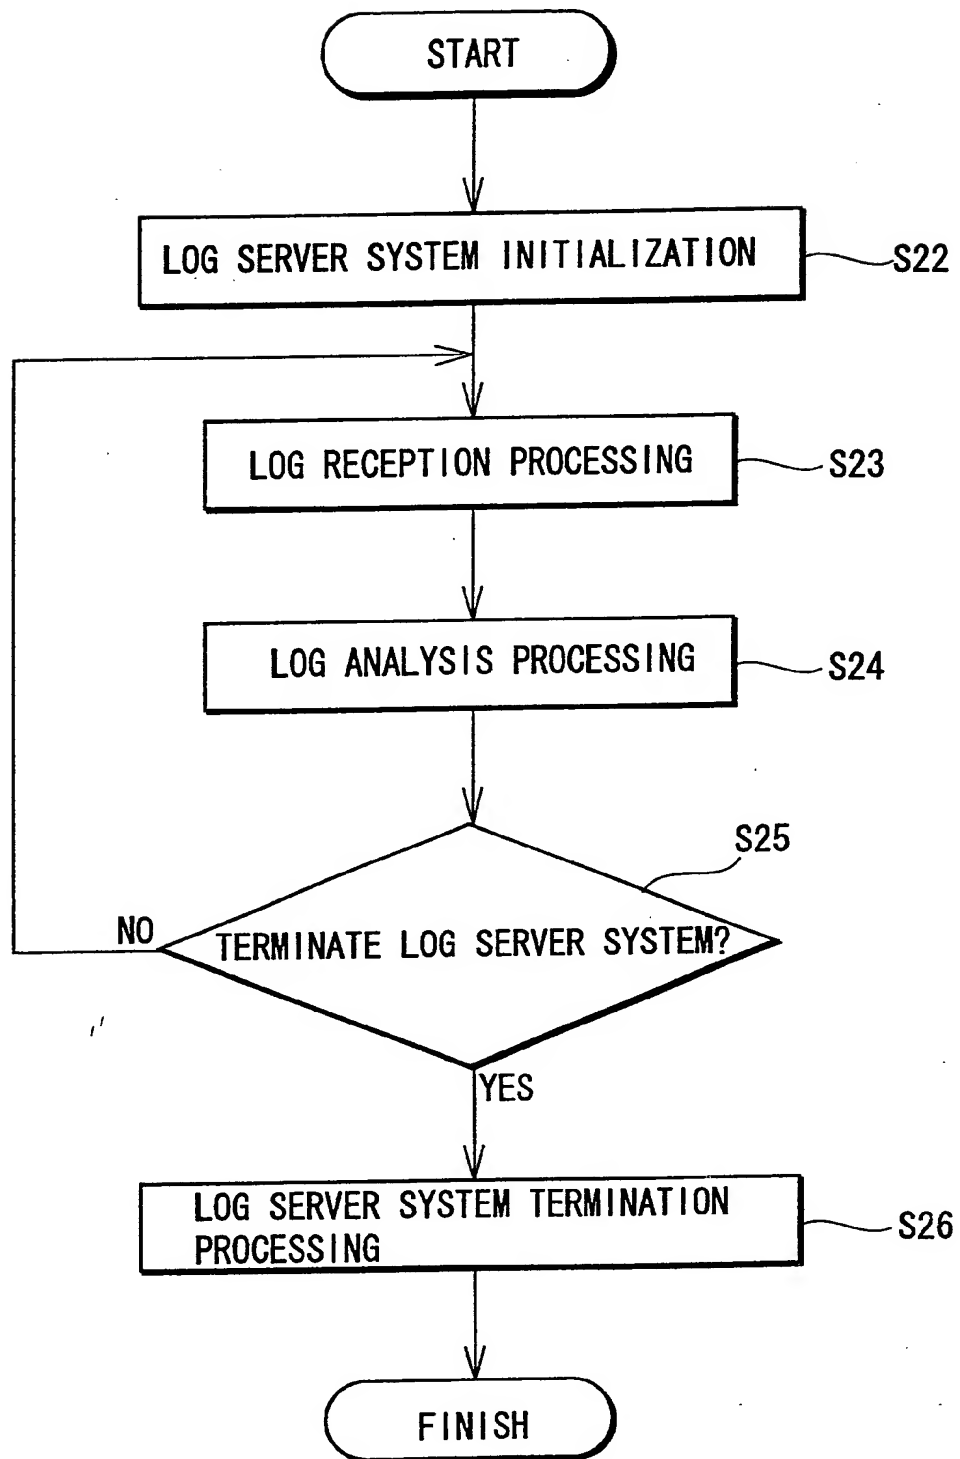 START
LOG SERVER SYSTEM INITIALIZATION
S22
LOG RECEPTION PROCESSING
S23
LOG ANALYSIS PROCESSING
S24
S25
NO
TERMINATE LOG SERVER SYSTEM?
YES
LOG SERVER SYSTEM TERMINATION
PROCESSING
S26
FINISH